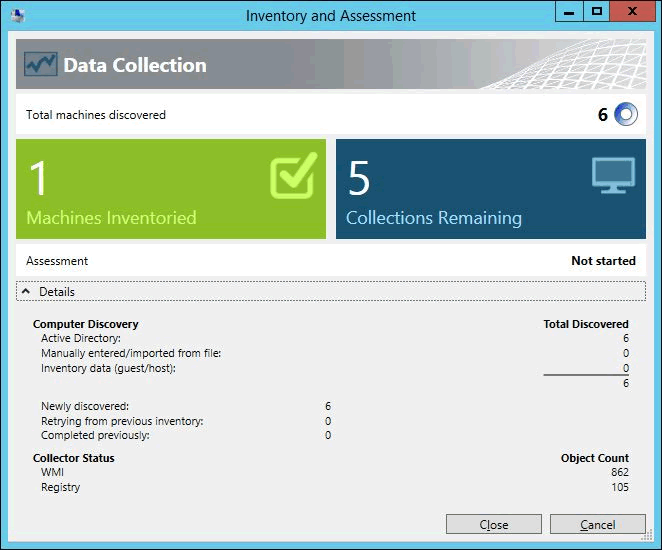 Inventory and Assessment
Data Collection
Total machines discovered 6
1 5
Machines Inventoried Collections Remaining
Assessment Not started
Details
Computer Discovery Total Discovered
Active Directory: 6
Manually entered/imported from file: 0
Inventory data (guest/host): 0
6
Newly discovered: 6
Retrying from previous inventory: 0
Completed previously: 0
Collector Status Object Count
WMI 862
Registry 105
Close Cancel